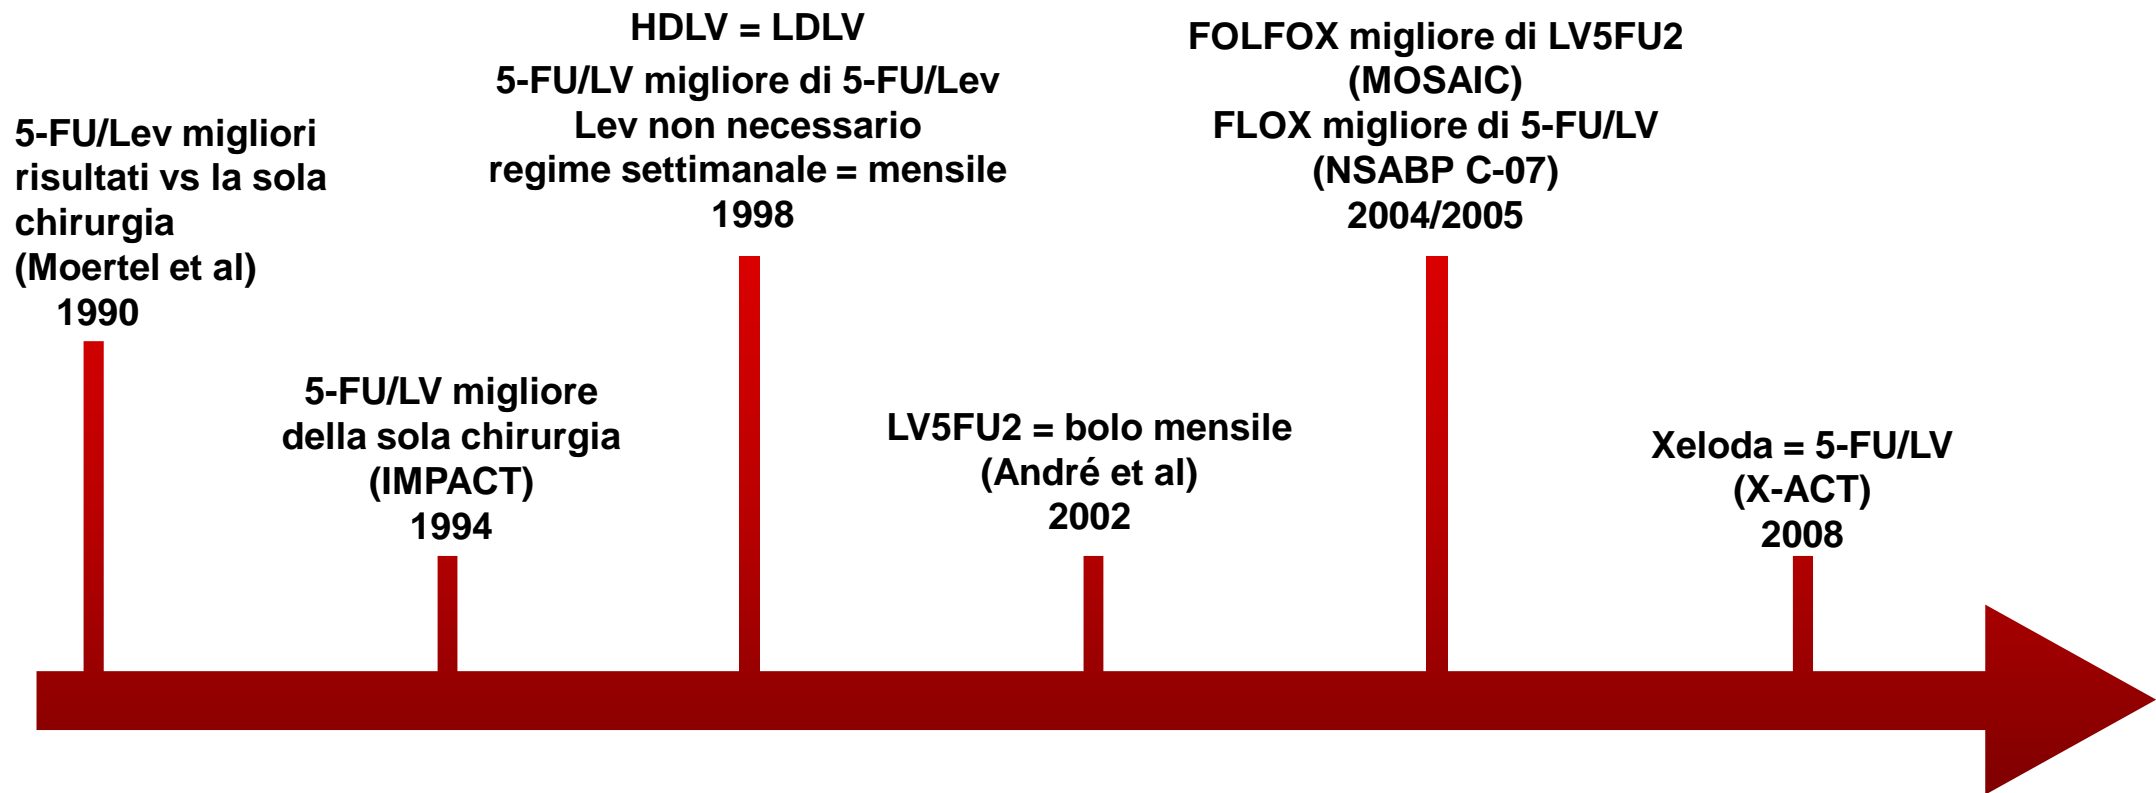 5-FU/Lev migliori
risultati vs la sola
chirurgia
(Moertel et al)
1990
5-FU/LV migliore
della sola chirurgia
(IMPACT)
1994
HDLV = LDLV
5-FU/LV migliore di 5-FU/Lev
Lev non necessario
regime settimanale = mensile
1998
LV5FU2 = bolo mensile
(André et al)
2002
FOLFOX migliore di LV5FU2
(MOSAIC)
FLOX migliore di 5-FU/LV
(NSABP C-07)
2004/2005
Xeloda = 5-FU/LV
(X-ACT)
2008